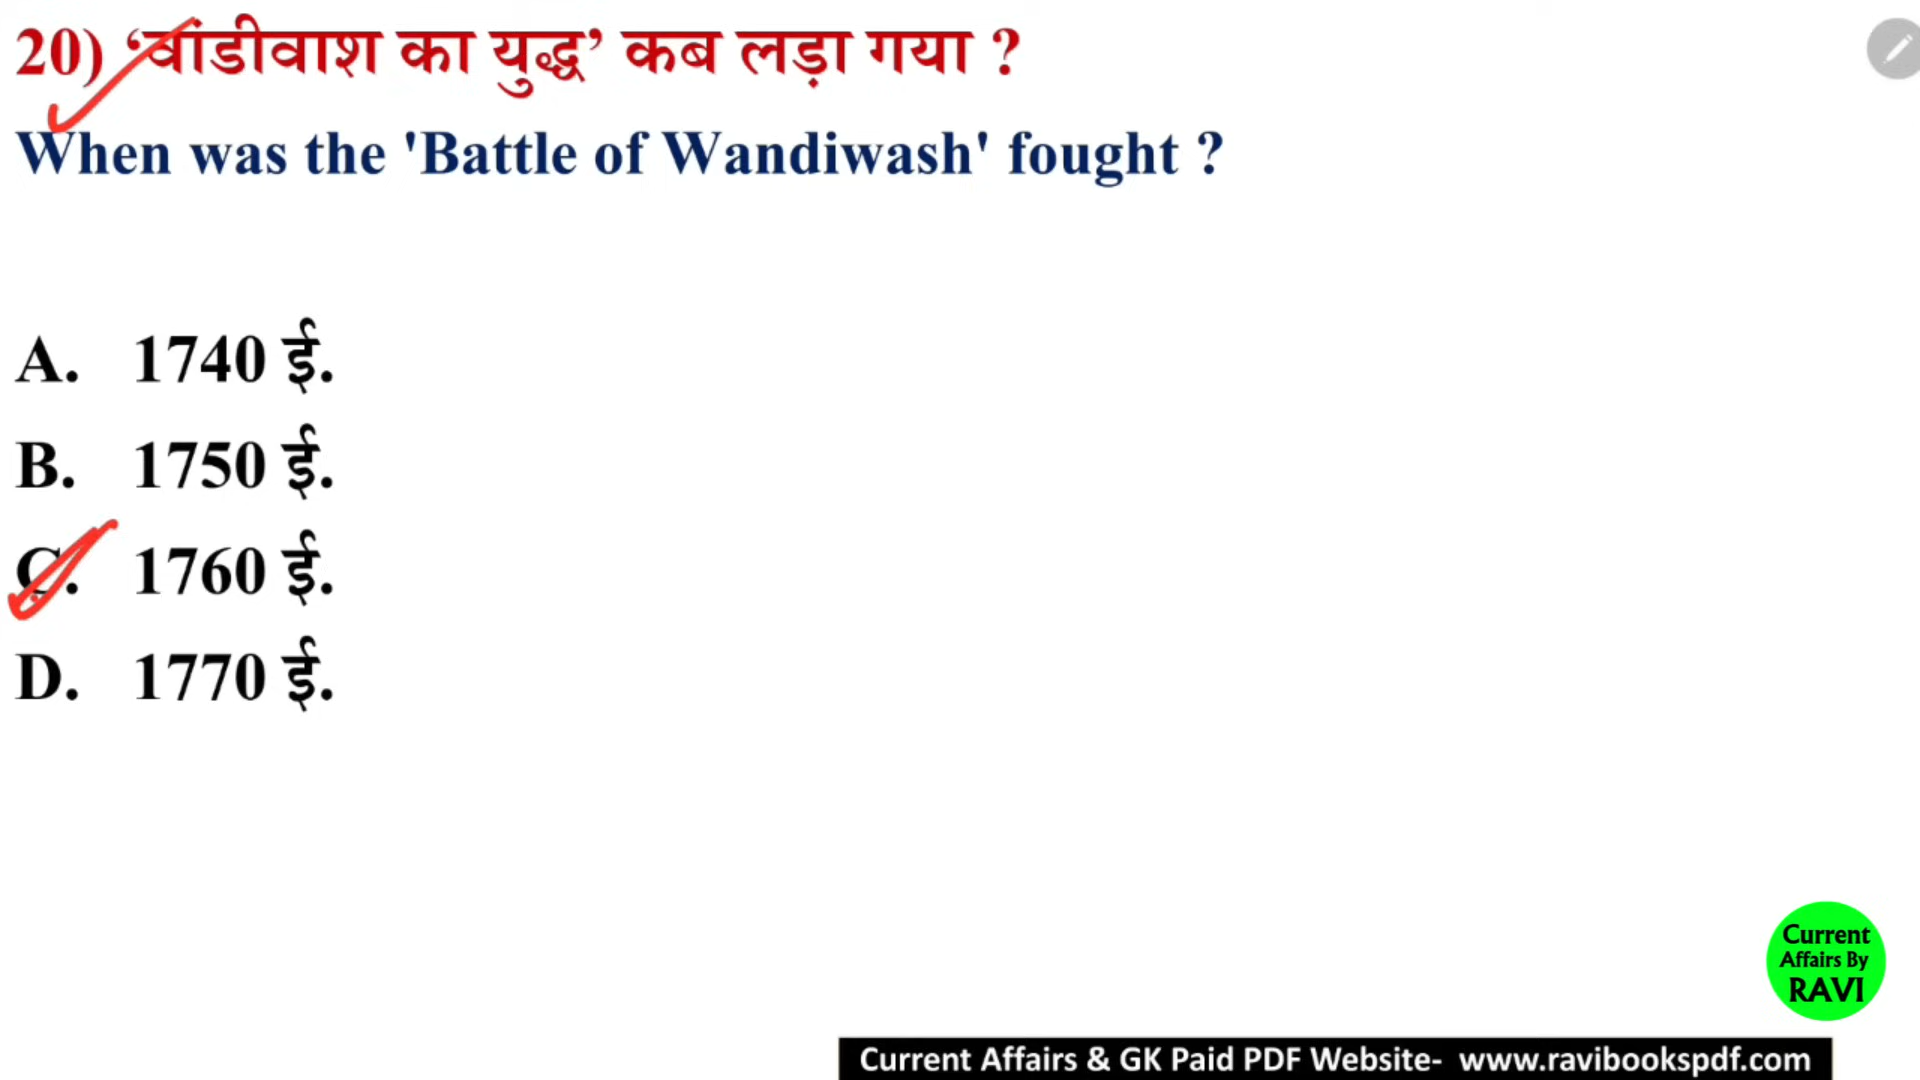 20) ‘वांडीवाश का युद्ध’ कब लड़ा गया ?
When was the 'Battle of Wandiwash' fought ?
A. 1740 ई.
B. 1750 ई.
C. 1760 ई.
D. 1770 ई.
Current
Affairs By
RAVI
Current Affairs & GK Paid PDF Website- www.ravibookspdf.com